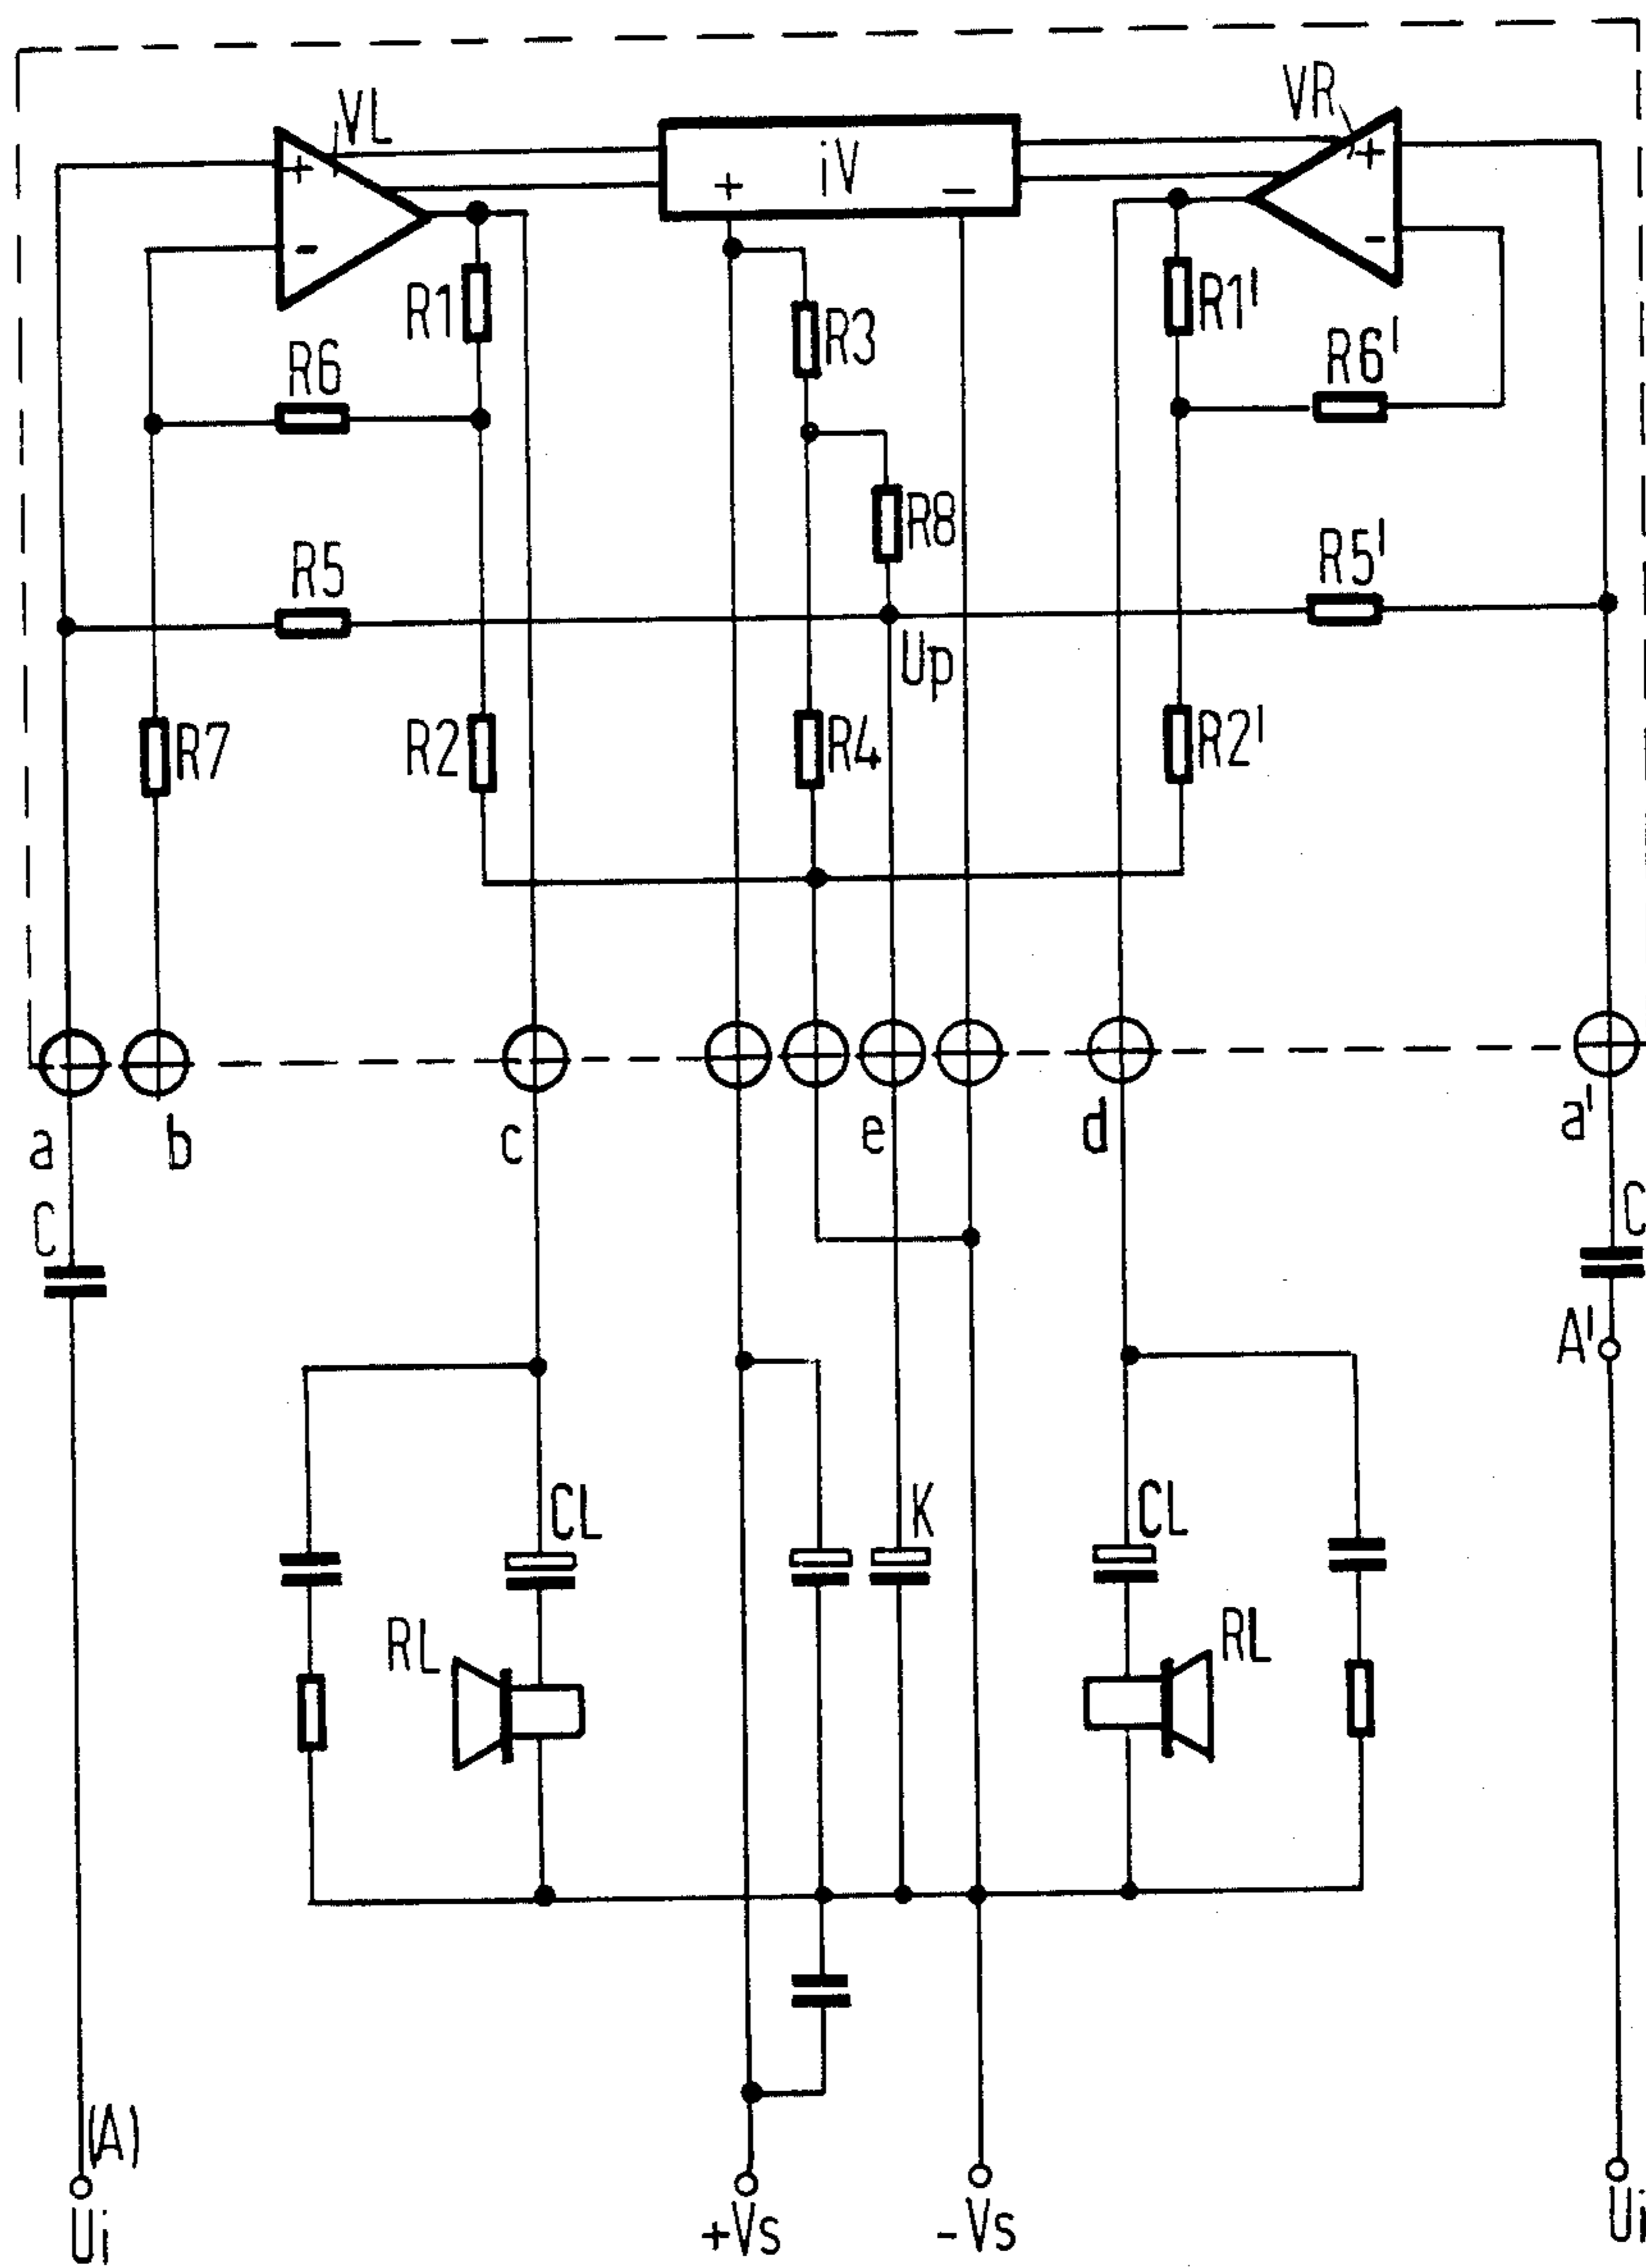 VL
VR
+
iV
+
+
-
-
-
R1
R3
R1'
R6
R6'
R8
R5
R5'
Up
R7
R2
R4
R2'
a
b
c
e
d
a'
C
C
A'
CL
K
CL
RL
RL
(A)
Ui
+Vs
-Vs
Ui